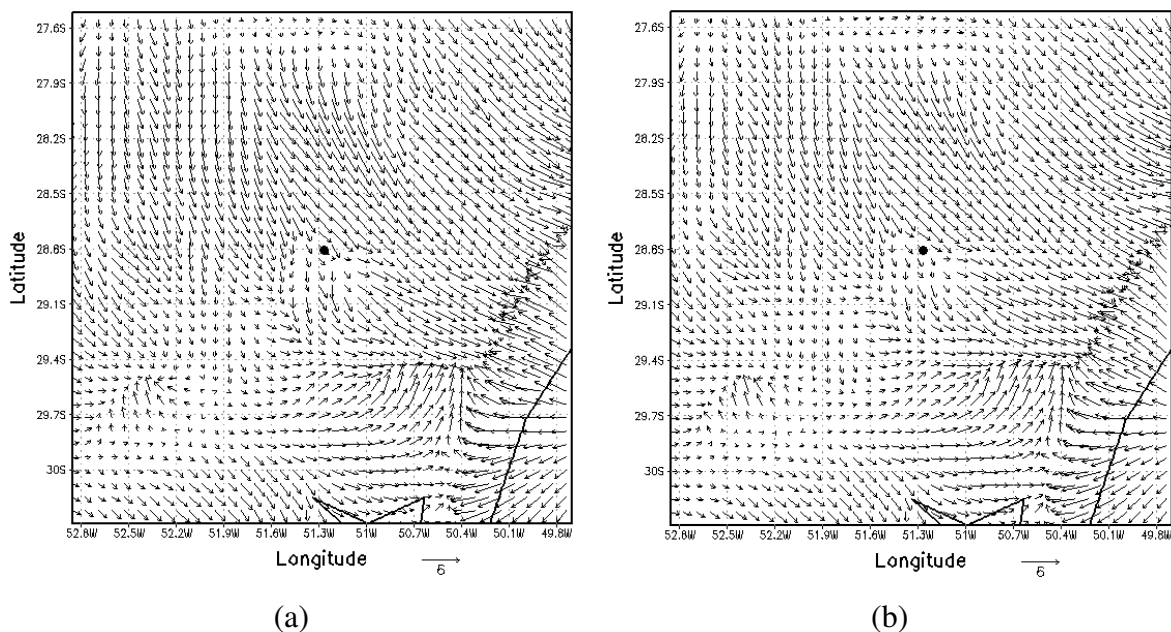 27.6S
27.9S
28.2S
28.5S
28.8S
29.1S
29.4S
29.7S
30S
Latitude
52.8W 52.5W 52.2W 51.9W 51.6W 51.3W 51W 50.7W 50.4W 50.1W 49.8W
Longitude
6
(a)
27.6S
27.9S
28.2S
28.5S
28.8S
29.1S
29.4S
29.7S
30S
Latitude
52.8W 52.5W 52.2W 51.9W 51.6W 51.3W 51W 50.7W 50.4W 50.1W 49.8W
Longitude
6
(b)